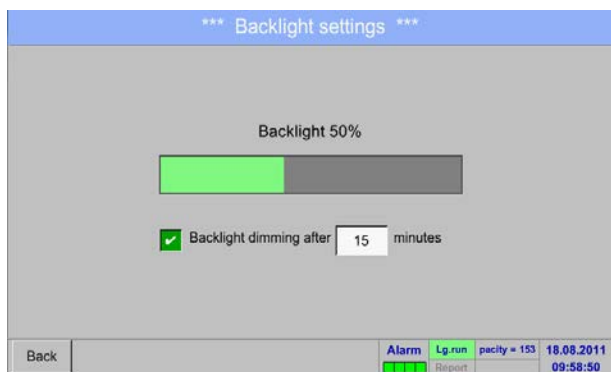 *** Backlight settings ***
Backlight 50%
Backlight dimming after 15 minutes
Back
Alarm Lg.run pacity = 153 18.08.2011
Report 09:58:50